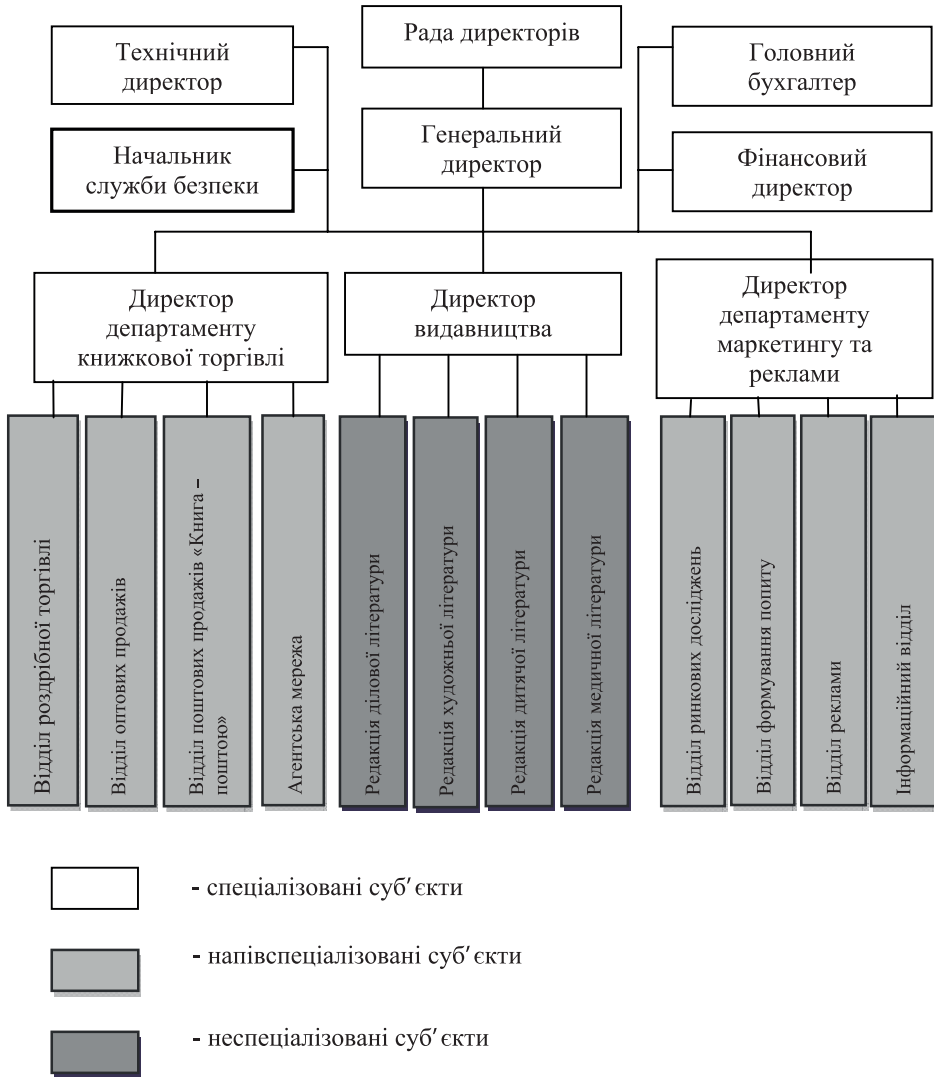 Рада директорів
Технічний
директор
Головний
бухгалтер
Генеральний
директор
Начальник
служби безпеки
Фінансовий
директор
Директор
департаменту
книжкової торгівлі
Директор
видавництва
Директор
департаменту
маркетингу та
реклами
Відділ роздрібної торгівлі
Відділ оптових продажів
Відділ поштових продажів «Книга –
поштою»
Агентська мережа
Редакція ділової літератури
Редакція художньої літератури
Редакція дитячої літератури
Редакція медичної літератури
Відділ ринкових досліджень
Відділ формування попиту
Відділ реклами
Інформаційний відділ
- спеціалізовані суб’єкти
- напівспеціалізовані суб’єкти
- неспеціалізовані суб’єкти